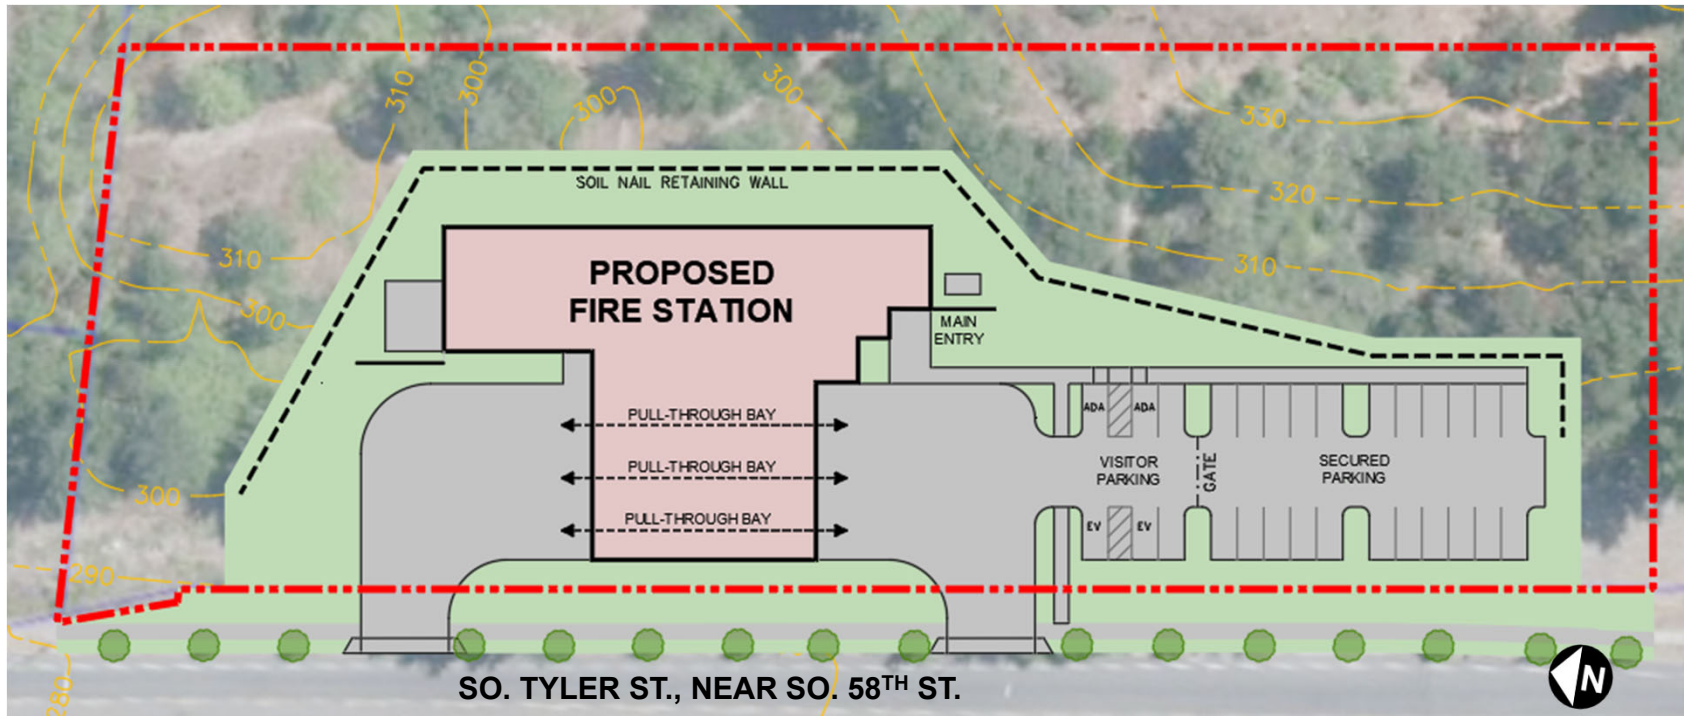 310
300
300
300
330
SOIL NAIL RETAINING WALL
320
310
310
PROPOSED
FIRE STATION
300
MAIN
ENTRY
ADA
ADA
PULL-THROUGH BAY
PULL-THROUGH BAY
PULL-THROUGH BAY
VISITOR
PARKING
GATE
SECURED
PARKING
300
EV
EV
290
280
SO. TYLER ST., NEAR SO. 58TH ST.
N